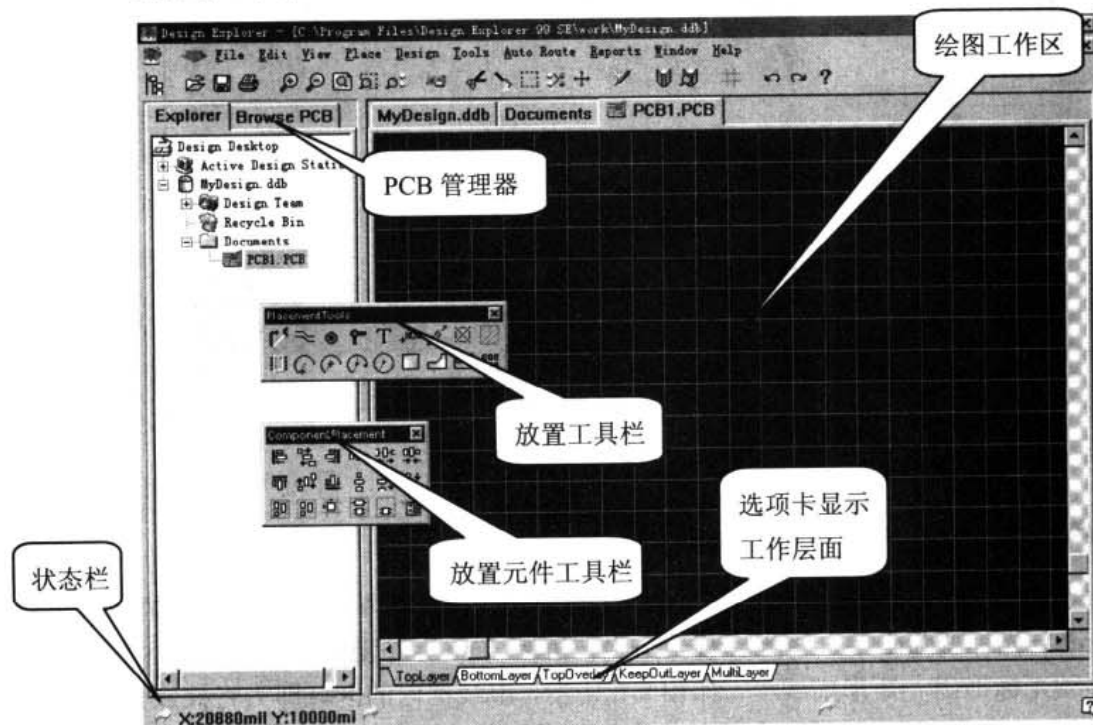 Design Explorer - [C:\Program Files\Design Explorer 99 SE\work\MyDesign.ddb]
File Edit View Place Design Tools Auto Route Reports Window Help
绘图工作区
Explorer Browse PCB
MyDesign.ddb Documents PCB1.PCB
Design Desktop
Active Design Stati
MyDesign.ddb
Design Team
Recycle Bin
Documents
PCB1.PCB
PCB 管理器
PlacementTools
放置工具栏
ComponentPlacement
放置元件工具栏
选项卡显示
工作层面
状态栏
TopLayer BottomLayer TopOverlay KeepOutLayer MultiLayer
X:20880mil Y:10000mi